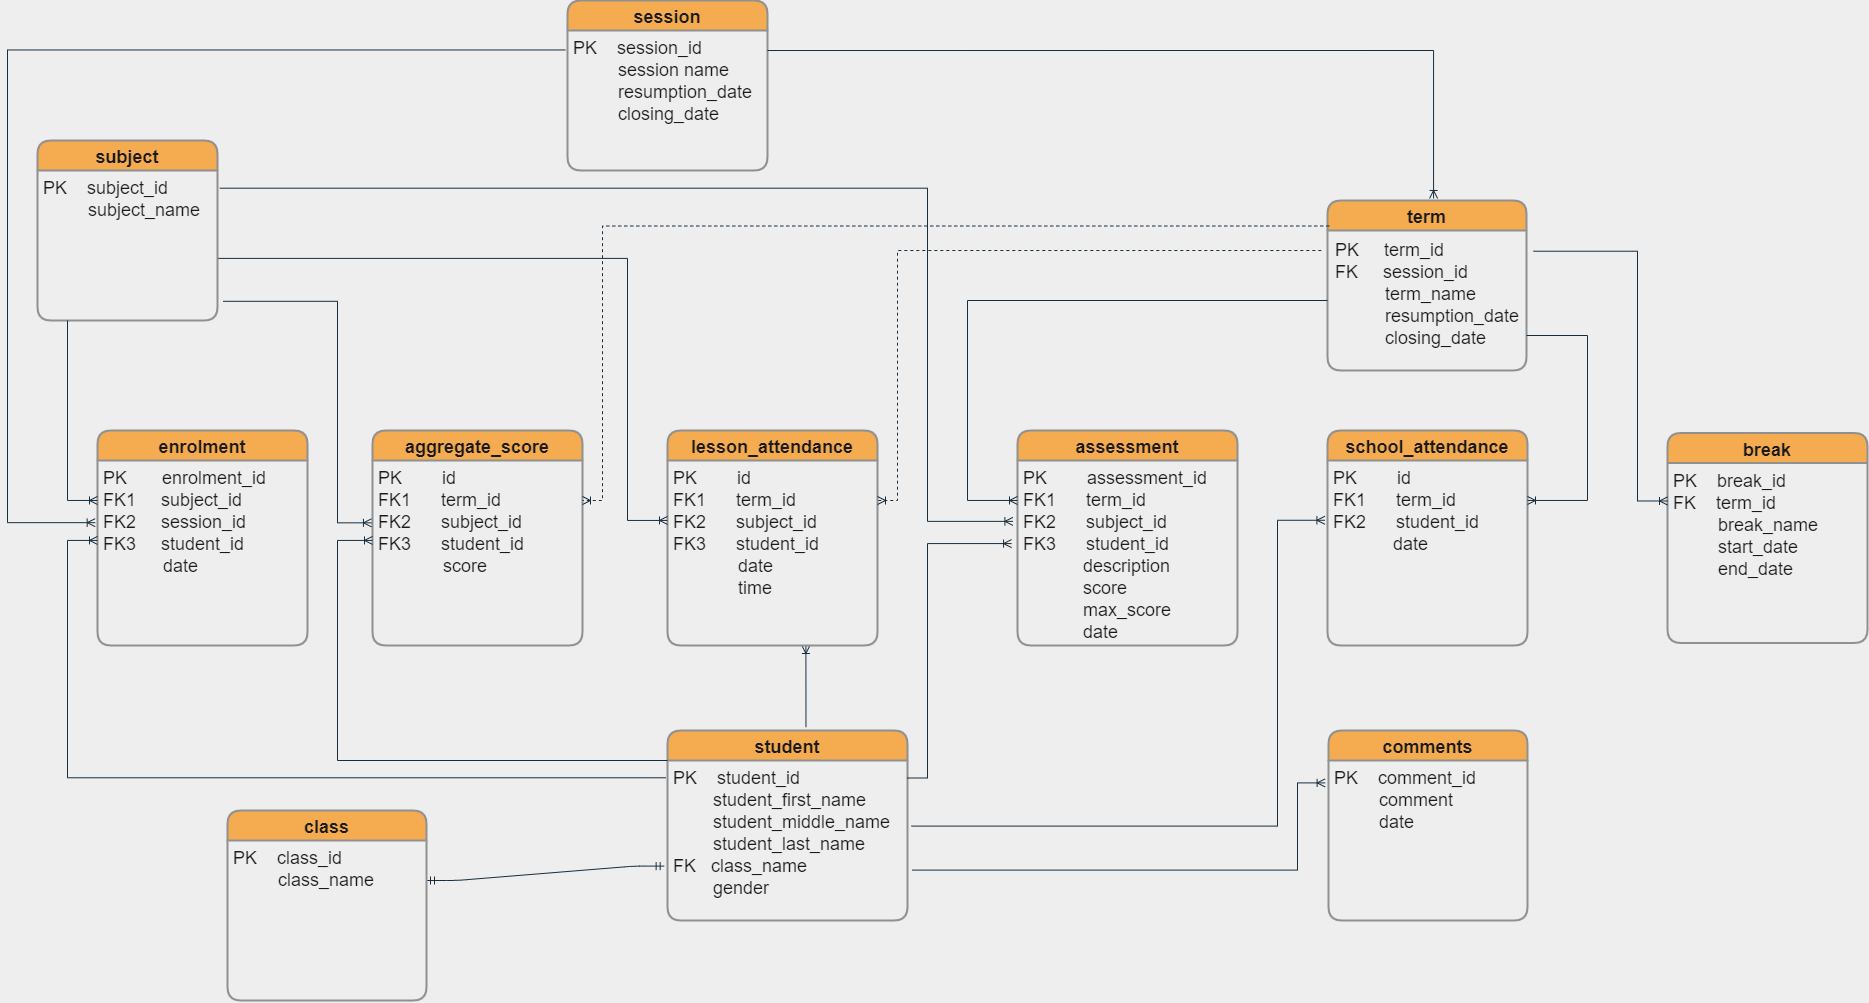 session
PK session_id
session name
resumption_date
closing_date
subject
PK subject_id
subject_name
term
PK term_id
FK session_id
term_name
resumption_date
closing_date
enrolment
PK enrolment_id
FK1 subject_id
FK2 session_id
FK3 student_id
date
aggregate_score
PK id
FK1 term_id
FK2 subject_id
FK3 student_id
score
lesson_attendance
PK id
FK1 term_id
FK2 subject_id
FK3 student_id
date
time
assessment
PK assessment_id
FK1 term_id
FK2 subject_id
FK3 student_id
description
score
max_score
date
school_attendance
PK id
FK1 term_id
FK2 student_id
date
break
PK break_id
FK term_id
break_name
start_date
end_date
student
PK student_id
student_first_name
student_middle_name
student_last_name
FK class_name
gender
comments
PK comment_id
comment
date
class
PK class_id
class_name